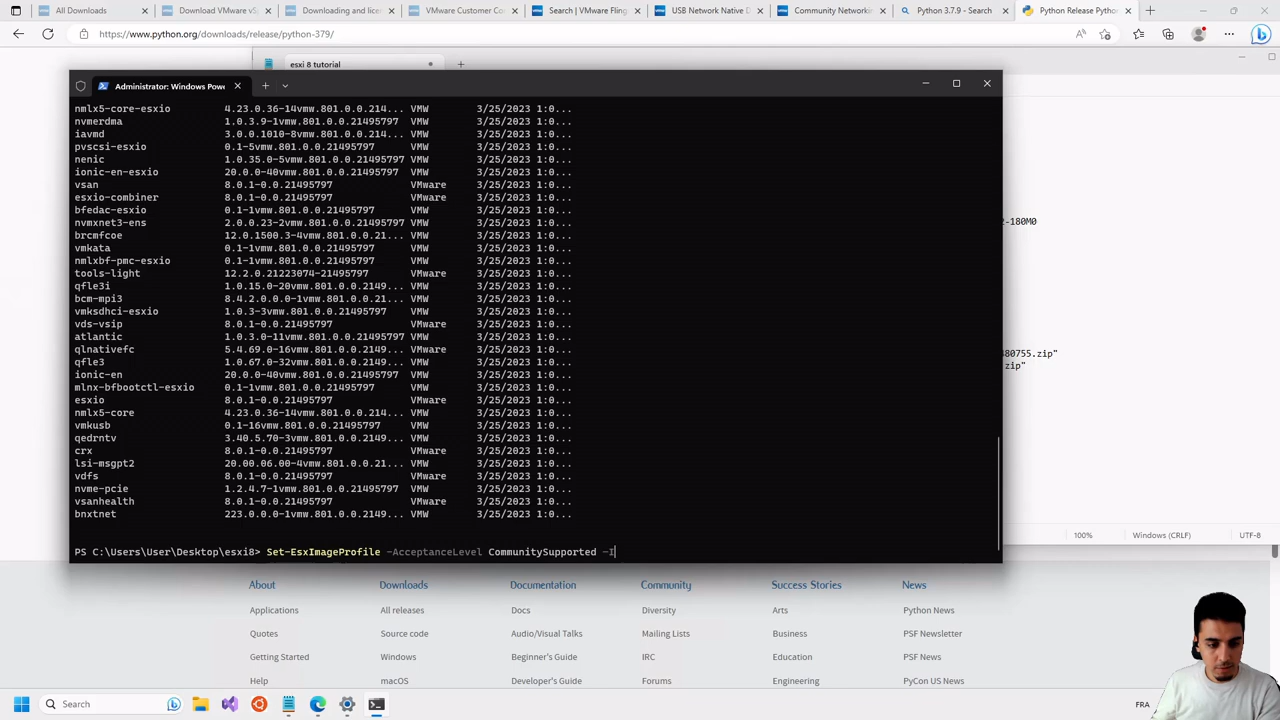 All Downloads
Download VMware vSp
Downloading and licen
VMware Customer Co
Search | VMware Fling
USB Network Native D
Community Networkin
Python 3.7.9 - Search
Python Release Pytho
https://www.python.org/downloads/release/python-379/
esxi 8 tutorial
Administrator: Windows Powe
nmlx5-core-esxio 4.23.0.36-14vmw.801.0.0.214... VMW 3/25/2023 1:0...
nvmerdma 1.0.3.9-1vmw.801.0.0.21495797 VMW 3/25/2023 1:0...
iavmd 3.0.0.1010-8vmw.801.0.0.214... VMW 3/25/2023 1:0...
pvscsi-esxio 0.1-5vmw.801.0.0.21495797 VMW 3/25/2023 1:0...
nenic 1.0.35.0-5vmw.801.0.0.21495797 VMW 3/25/2023 1:0...
ionic-en-esxio 20.0.0-40vmw.801.0.0.21495797 VMW 3/25/2023 1:0...
vsan 8.0.1-0.0.21495797 VMware 3/25/2023 1:0...
esxio-combiner 8.0.1-0.0.21495797 VMware 3/25/2023 1:0...
bfedac-esxio 0.1-1vmw.801.0.0.21495797 VMW 3/25/2023 1:0...
nvmxnet3-ens 2.0.0.23-2vmw.801.0.0.21495797 VMW 3/25/2023 1:0...
2-180M0
brcmfcoe 12.0.1500.3-4vmw.801.0.0.21... VMW 3/25/2023 1:0...
vmkata 0.1-1vmw.801.0.0.21495797 VMW 3/25/2023 1:0...
nmlxbf-pmc-esxio 0.1-1vmw.801.0.0.21495797 VMW 3/25/2023 1:0...
tools-light 12.2.0.21223074-21495797 VMware 3/25/2023 1:0...
qfle3i 1.0.15.0-20vmw.801.0.0.2149... VMW 3/25/2023 1:0...
bcm-mpi3 8.4.2.0.0.0-1vmw.801.0.0.21... VMW 3/25/2023 1:0...
vmksdhci-esxio 1.0.3-3vmw.801.0.0.21495797 VMW 3/25/2023 1:0...
vds-vsip 8.0.1-0.0.21495797 VMware 3/25/2023 1:0...
atlantic 1.0.3.0-11vmw.801.0.0.21495797 VMW 3/25/2023 1:0...
qlnativefc 5.4.69.0-16vmw.801.0.0.2149... VMW 3/25/2023 1:0...
480755.zip"
qfle3 1.0.67.0-32vmw.801.0.0.2149... VMW 3/25/2023 1:0...
.zip"
ionic-en 20.0.0-40vmw.801.0.0.21495797 VMW 3/25/2023 1:0...
mlnx-bfbootctl-esxio 0.1-1vmw.801.0.0.21495797 VMW 3/25/2023 1:0...
esxio 8.0.1-0.0.21495797 VMware 3/25/2023 1:0...
nmlx5-core 4.23.0.36-14vmw.801.0.0.214... VMW 3/25/2023 1:0...
vmkusb 0.1-16vmw.801.0.0.21495797 VMW 3/25/2023 1:0...
qedrntv 3.40.5.70-3vmw.801.0.0.2149... VMW 3/25/2023 1:0...
crx 8.0.1-0.0.21495797 VMware 3/25/2023 1:0...
lsi-msgpt2 20.00.06.00-4vmw.801.0.0.21... VMW 3/25/2023 1:0...
vdfs 8.0.1-0.0.21495797 VMware 3/25/2023 1:0...
nvme-pcie 1.2.4.7-1vmw.801.0.0.21495797 VMW 3/25/2023 1:0...
vsanhealth 8.0.1-0.0.21495797 VMware 3/25/2023 1:0...
bnxtnet 223.0.0.0-1vmw.801.0.0.2149... VMW 3/25/2023 1:0...
100% Windows (CRLF) UTF-8
PS C:\Users\User\Desktop\esxi8> Set-EsxImageProfile -AcceptanceLevel CommunitySupported -I
About Downloads Documentation Community Success Stories News
Applications All releases Docs Diversity Arts Python News
Quotes Source code Audio/Visual Talks Mailing Lists Business PSF Newsletter
Getting Started Windows Beginner's Guide IRC Education PSF News
Help macOS Developer's Guide Forums Engineering PyCon US News
Search
FRA